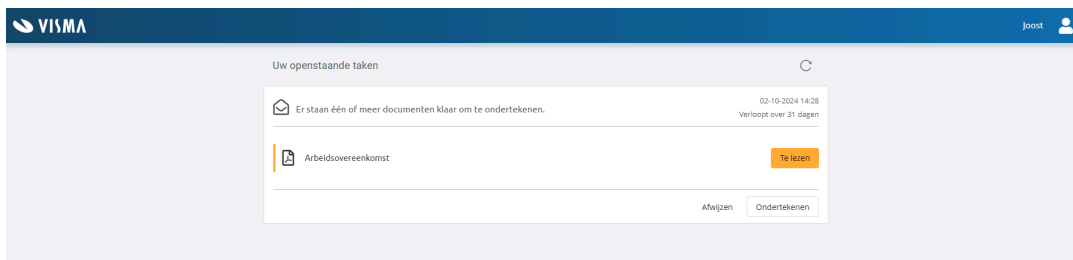 VISMA
Joost
Uw openstaande taken
Er staan één of meer documenten klaar om te ondertekenen.
02-10-2024 14:28
Verloopt over 31 dagen
Arbeidsovereenkomst
Te lezen
Afwijzen
Ondertekenen